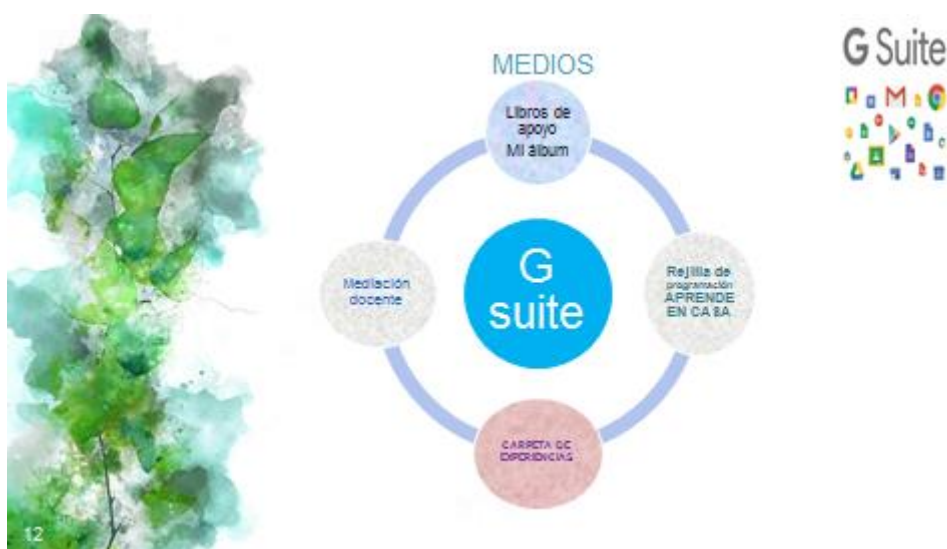 MEDIOS
Libros de
apoyo
Mi álbum
G Suite
Mediación
docente
G
suite
Rejilla de
programación
APRENDE
EN CASA
CARPETA DE
EXPERIENCIAS
12